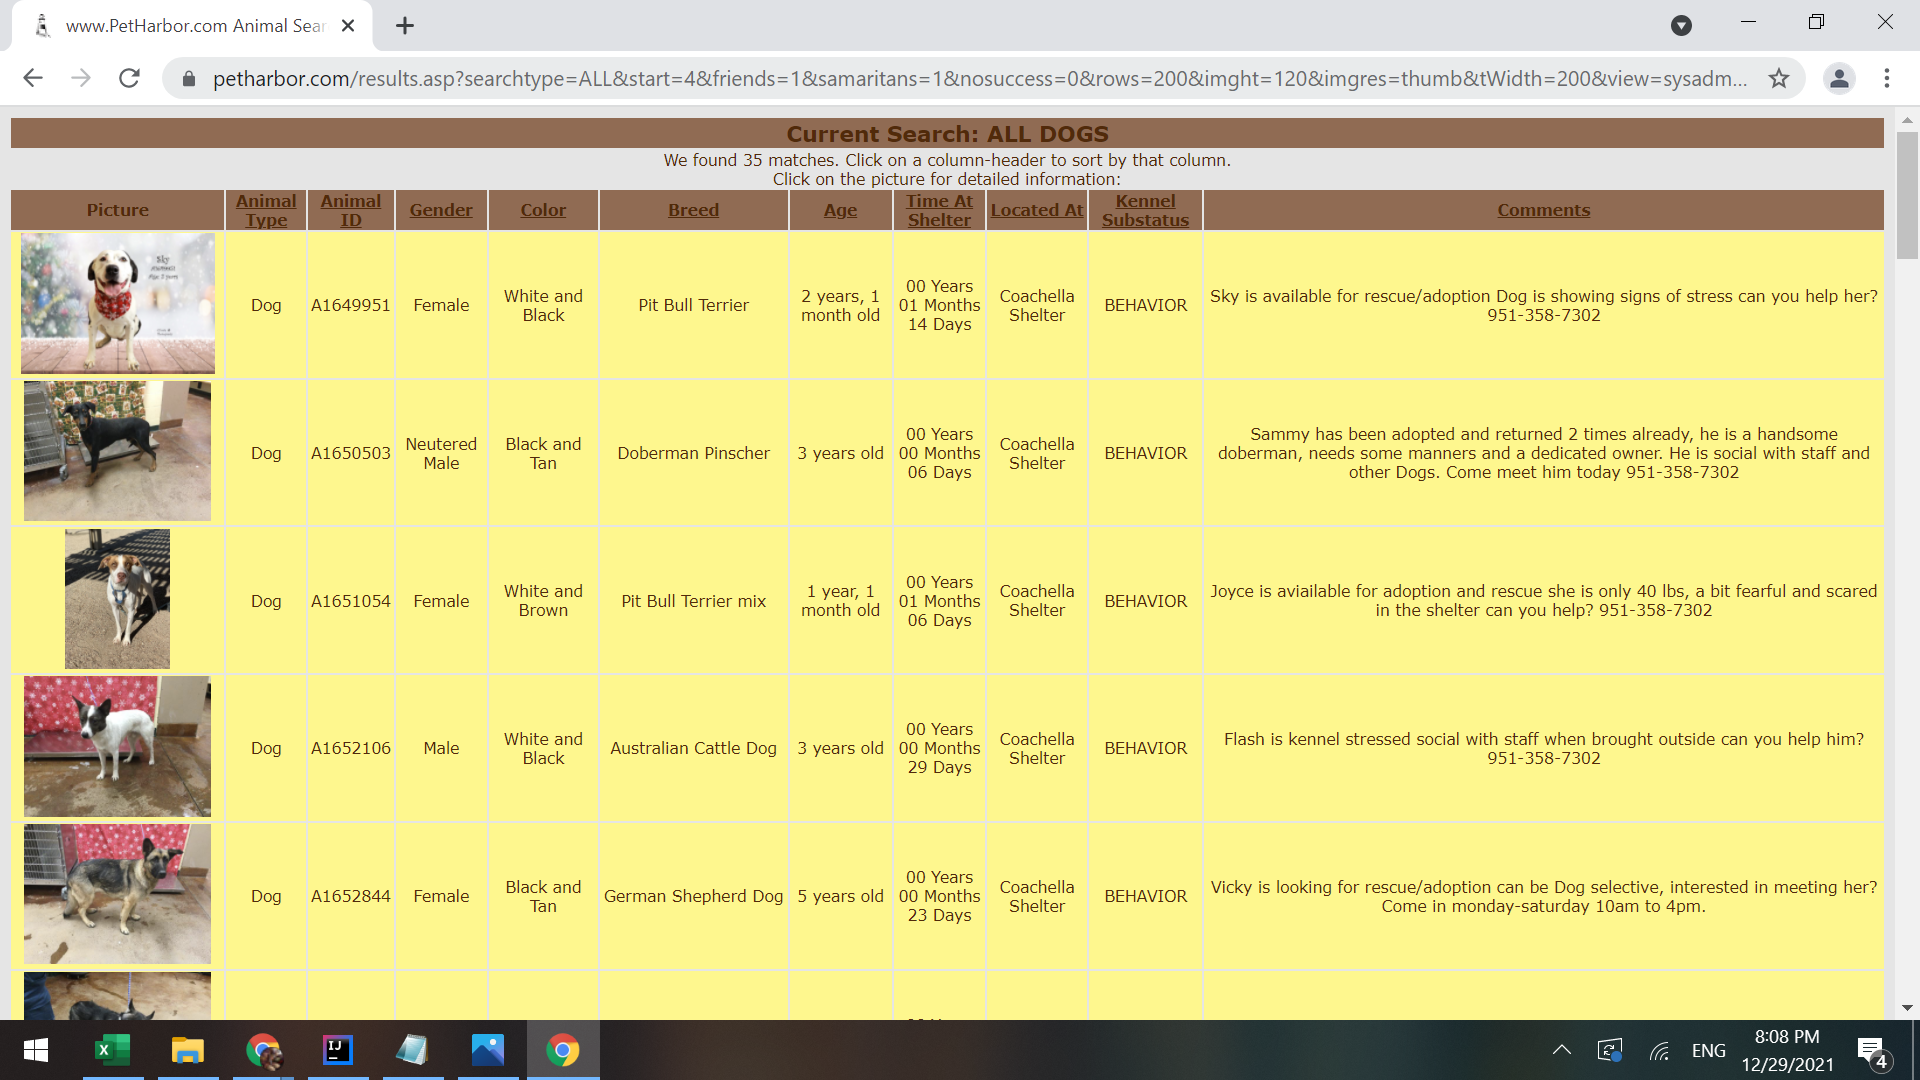 www.PetHarbor.com Animal Sear
petharbor.com/results.asp?searchtype=ALL&start=4&friends=1&samaritans=1&nosuccess=0&rows=200&imght=120&imgres=thumb&tWidth=200&view=sysadm...
Current Search: ALL DOGS
We found 35 matches. Click on a column-header to sort by that column.
Click on the picture for detailed information:
Picture
Animal
Type
Animal
ID
Gender
Color
Breed
Age
Time At
Shelter
Located At
Kennel
Substatus
Comments
Sky
Dog
A1649951
Female
White and
Black
Pit Bull Terrier
2 years, 1
month old
00 Years
01 Months
14 Days
Coachella
Shelter
BEHAVIOR
Sky is available for rescue/adoption Dog is showing signs of stress can you help her?
951-358-7302
Dog
A1650503
Neutered
Male
Black and
Tan
Doberman Pinscher
3 years old
00 Years
00 Months
06 Days
Coachella
Shelter
BEHAVIOR
Sammy has been adopted and returned 2 times already, he is a handsome
doberman, needs some manners and a dedicated owner. He is social with staff and
other Dogs. Come meet him today 951-358-7302
Dog
A1651054
Female
White and
Brown
Pit Bull Terrier mix
1 year, 1
month old
00 Years
01 Months
06 Days
Coachella
Shelter
BEHAVIOR
Joyce is avialable for adoption and rescue she is only 40 lbs, a bit fearful and scared
in the shelter can you help? 951-358-7302
Dog
A1652106
Male
White and
Black
Australian Cattle Dog
3 years old
00 Years
00 Months
29 Days
Coachella
Shelter
BEHAVIOR
Flash is kennel stressed social with staff when brought outside can you help him?
951-358-7302
Dog
A1652844
Female
Black and
Tan
German Shepherd Dog
5 years old
00 Years
00 Months
23 Days
Coachella
Shelter
BEHAVIOR
Vicky is looking for rescue/adoption can be Dog selective, interested in meeting her?
Come in monday-saturday 10am to 4pm.
ENG
8:08 PM
12/29/2021
4